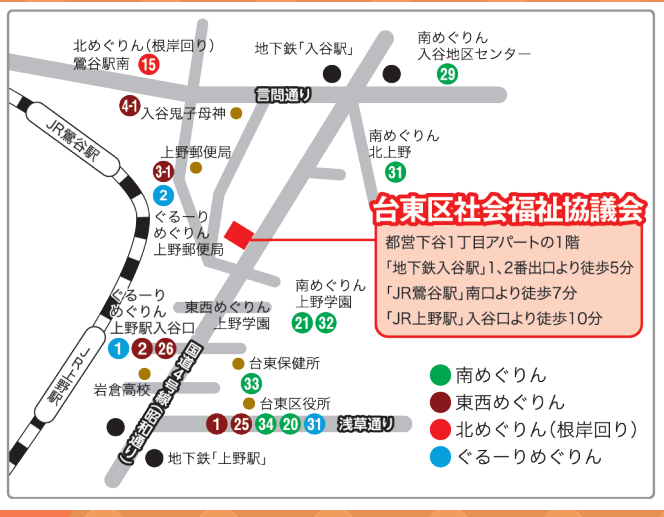 北めぐりん(根岸回り)
鶯谷駅南 15
地下鉄「入谷駅」
南めぐりん
入谷地区センター
29
言問通り
4-1 入谷鬼子母神
JR鶯谷駅
上野郵便局
3-1
2
ぐるーり
めぐりん
上野郵便局
南めぐりん
北上野
31
台東区社会福祉協議会
都営下谷1丁目アパートの1階
「地下鉄入谷駅」1、2番出口より徒歩5分
「JR鶯谷駅」南口より徒歩7分
「JR上野駅」入谷口より徒歩10分
ぐるーり
めぐりん
上野駅入谷口
1 2 26
東西めぐりん
上野学園
南めぐりん
上野学園
21 32
JR上野駅
岩倉高校
国道4号線(昭和通り)
台東保健所
33
台東区役所
1 25 34 20 31 浅草通り
地下鉄「上野駅」
南めぐりん
東西めぐりん
北めぐりん(根岸回り)
ぐるーりめぐりん